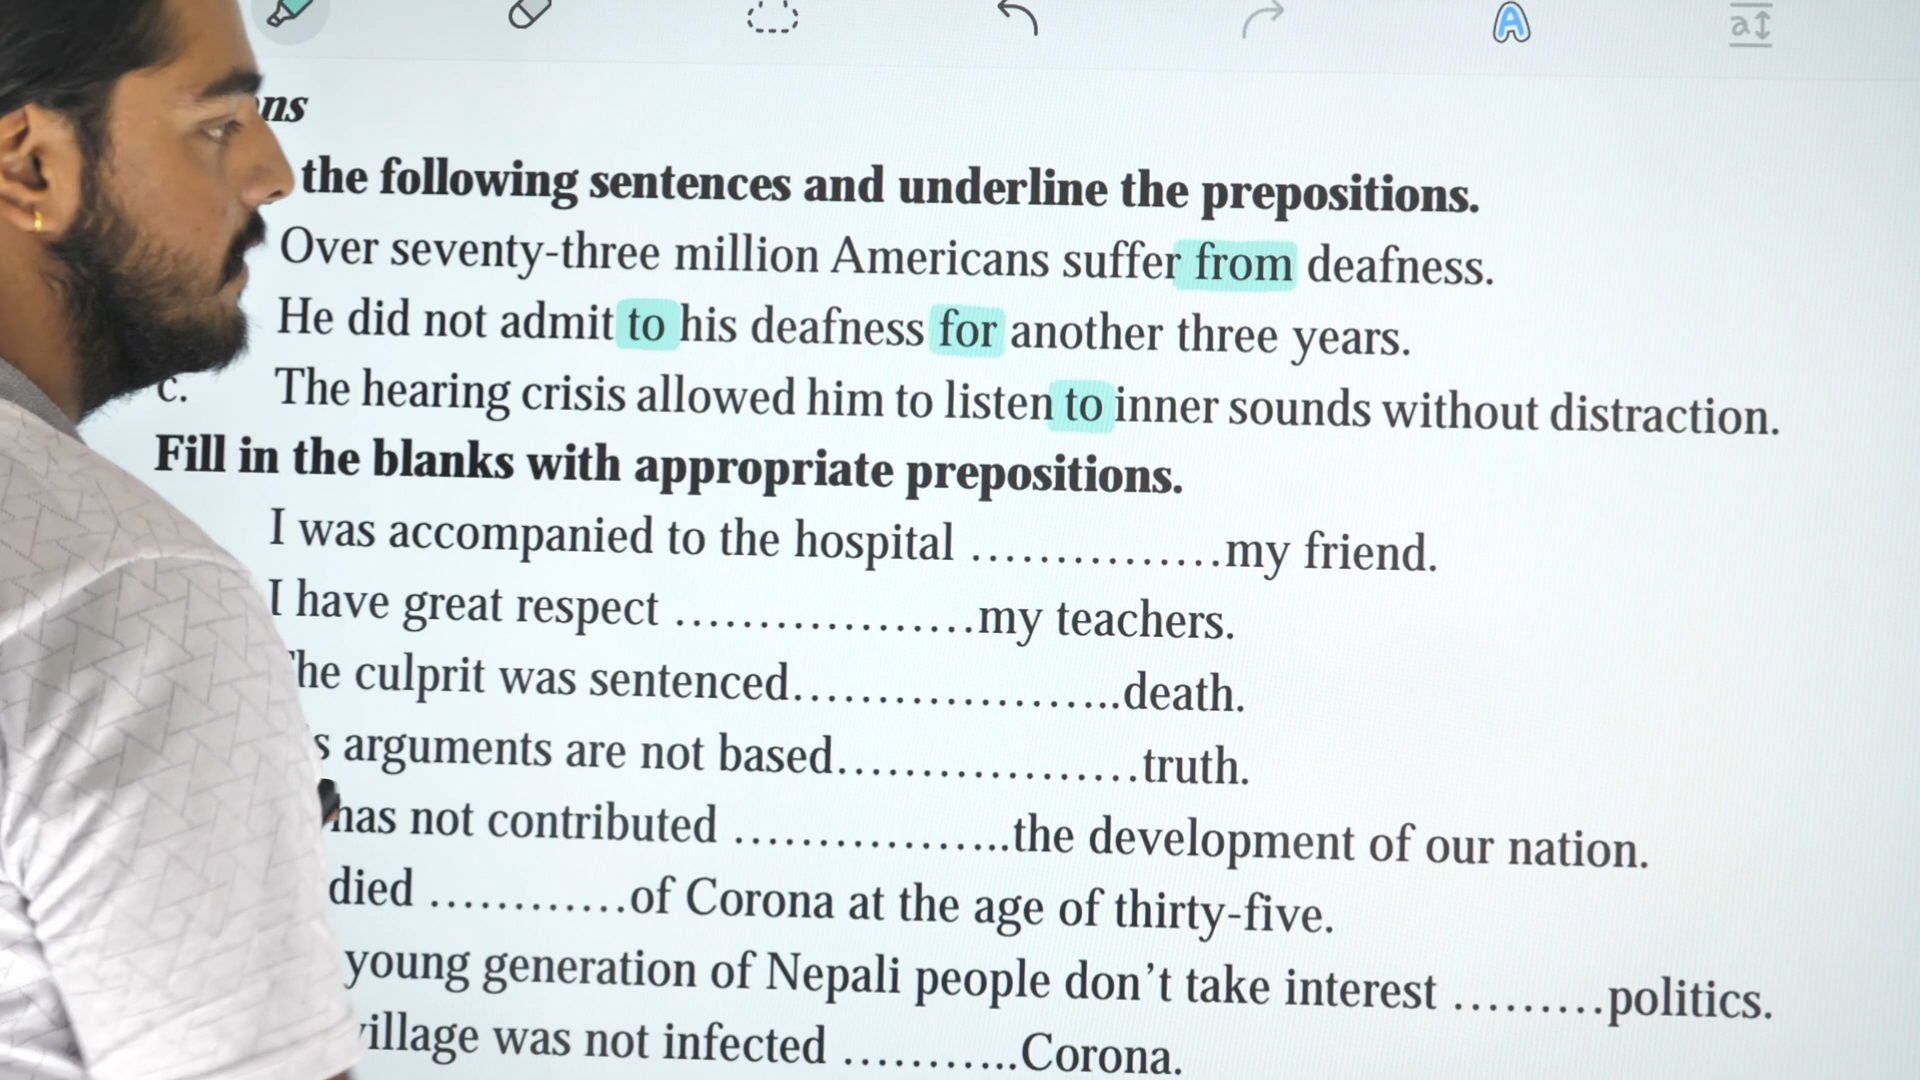 ns
the following sentences and underline the prepositions.
Over seventy-three million Americans suffer from deafness.
He did not admit to his deafness for another three years.
c. The hearing crisis allowed him to listen to inner sounds without distraction.
Fill in the blanks with appropriate prepositions.
I was accompanied to the hospital ...............my friend.
I have great respect ..................my teachers.
he culprit was sentenced....................death.
s arguments are not based..................truth.
has not contributed .................the development of our nation.
died ............of Corona at the age of thirty-five.
young generation of Nepali people don't take interest .........politics.
village was not infected ...........Corona.